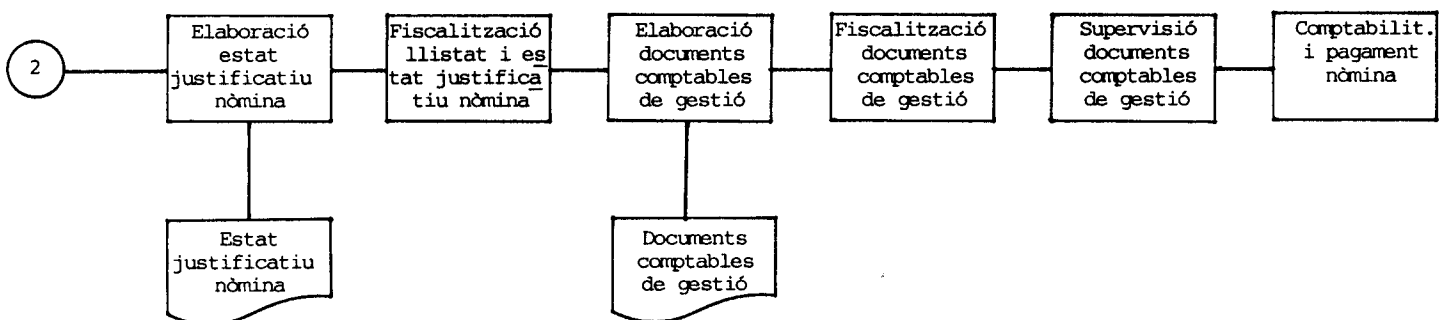 2
Elaboració
estat
justificatiu
nòmina
Fiscalització
llistat i es
tat justifica
tiu nòmina
Elaboració
documents
comptables
de gestió
Fiscalització
documents
comptables
de gestió
Supervisió
documents
comptables
de gestió
Comptabilit.
i pagament
nòmina
Estat
justificatiu
nòmina
Documents
comptables
de gestió